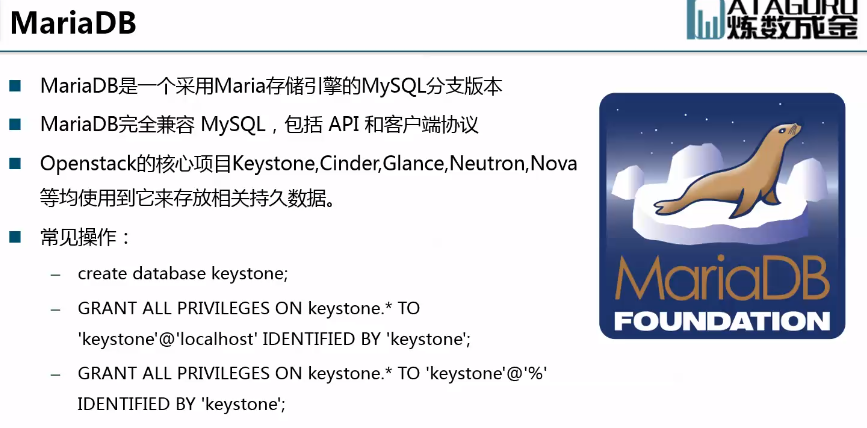 MariaDB
ATAGURU
炼数成金
MariaDB是一个采用Maria存储引擎的MySQL分支版本
MariaDB完全兼容 MySQL，包括 API 和客户端协议
Openstack的核心项目Keystone,Cinder,Glance,Neutron,Nova
等均使用到它来存放相关持久数据。
常见操作：
– create database keystone;
– GRANT ALL PRIVILEGES ON keystone.* TO
'keystone'@'localhost' IDENTIFIED BY 'keystone';
– GRANT ALL PRIVILEGES ON keystone.* TO 'keystone'@'%'
IDENTIFIED BY 'keystone';
MariaDB
FOUNDATION